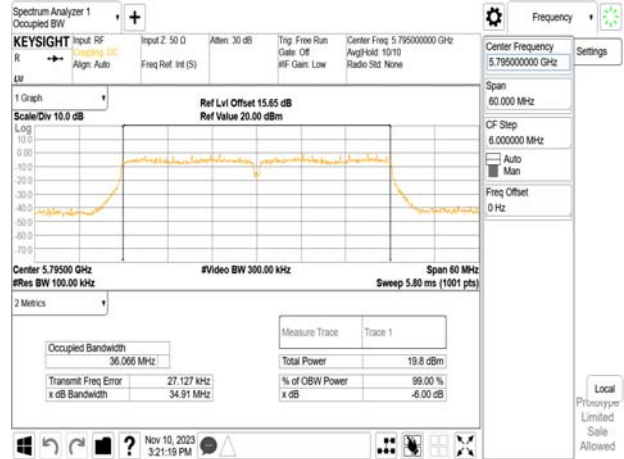 Spectrum Analyzer 1
Occupied BW
+
Frequency
KEYSIGHT
Input: RF
Coupling: DC
Align: Auto
Input Z: 50 Ω
Freq Ref: Int (S)
Atten: 30 dB
Trig: Free Run
Gate: Off
#IF Gain: Low
Center Freq: 5.795000000 GHz
Avg|Hold: 10/10
Radio Std: None
R
LW
Center Frequency
5.795000000 GHz
Settings
Span
60.000 MHz
CF Step
6.000000 MHz
Auto
Man
Freq Offset
0 Hz
1 Graph
Scale/Div 10.0 dB
Ref Lvl Offset 15.65 dB
Ref Value 20.00 dBm
Log
10.0
0.00
-10.0
-20.0
-30.0
-40.0
-50.0
-60.0
-70.0
Center 5.79500 GHz
#Res BW 100.00 kHz
#Video BW 300.00 kHz
Span 60 MHz
Sweep 5.80 ms (1001 pts)
2 Metrics
Measure Trace Trace 1
Occupied Bandwidth
36.066 MHz
Total Power 19.8 dBm
Transmit Freq Error 27.127 kHz
% of OBW Power 99.00 %
x dB Bandwidth 34.91 MHz
x dB -6.00 dB
Local
Prototype
Limited
Sale
Allowed
?
Nov 10, 2023
3:21:19 PM